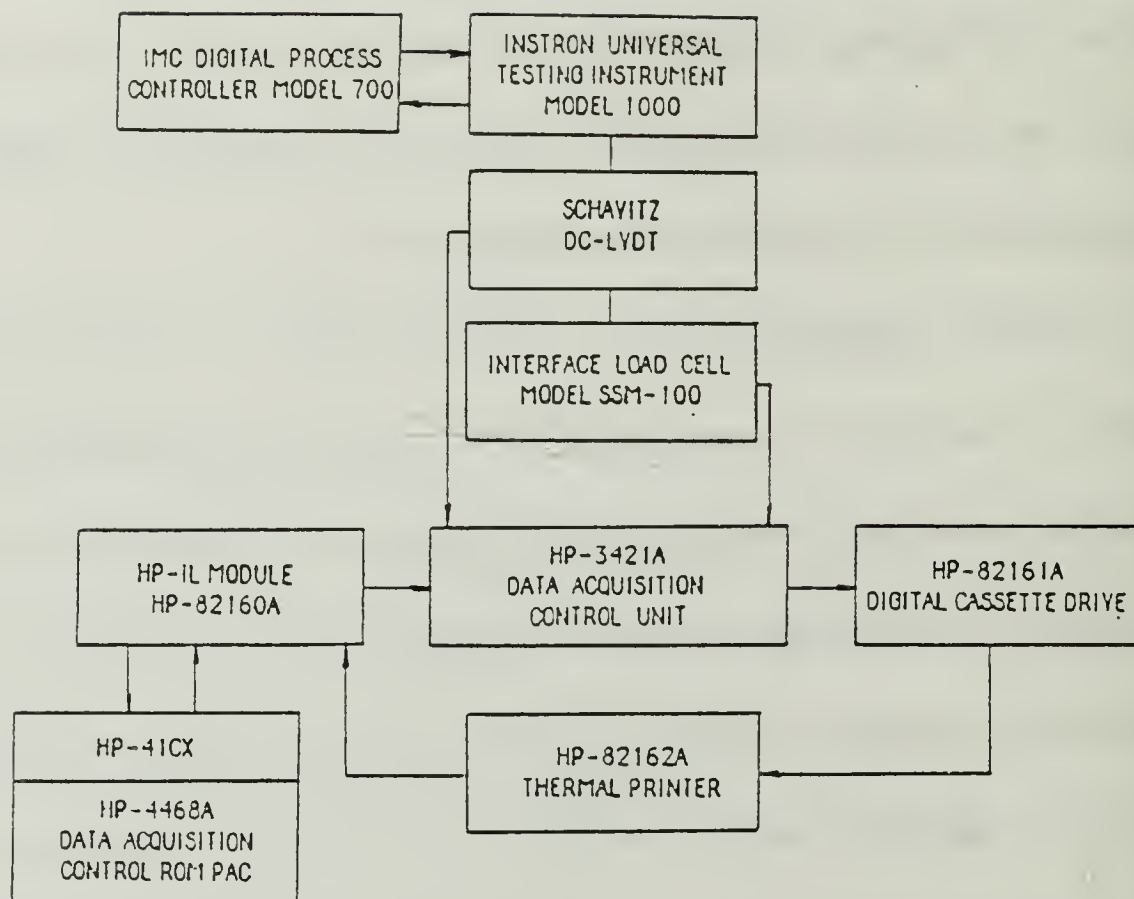 IMC DIGITAL PROCESS
CONTROLLER MODEL 700
INSTRON UNIVERSAL
TESTING INSTRUMENT
MODEL 1000
SCHAVITZ
DC-LVDT
INTERFACE LOAD CELL
MODEL SSM-100
HP-IL MODULE
HP-82160A
HP-3421A
DATA ACQUISITION
CONTROL UNIT
HP-82161A
DIGITAL CASSETTE DRIVE
HP-41CX
HP-4468A
DATA ACQUISITION
CONTROL ROM PAC
HP-82162A
THERMAL PRINTER